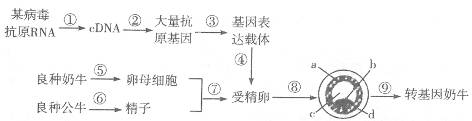 某病毒 ① ② 大量抗 ③ 基因表
抗原RNA cDNA 原基因 达载体
④
良种奶牛 ⑤ 卵母细胞 a b
⑦ 受精卵 ⑧ ⑨ 转基因奶牛
良种公牛 ⑥ 精子 c d